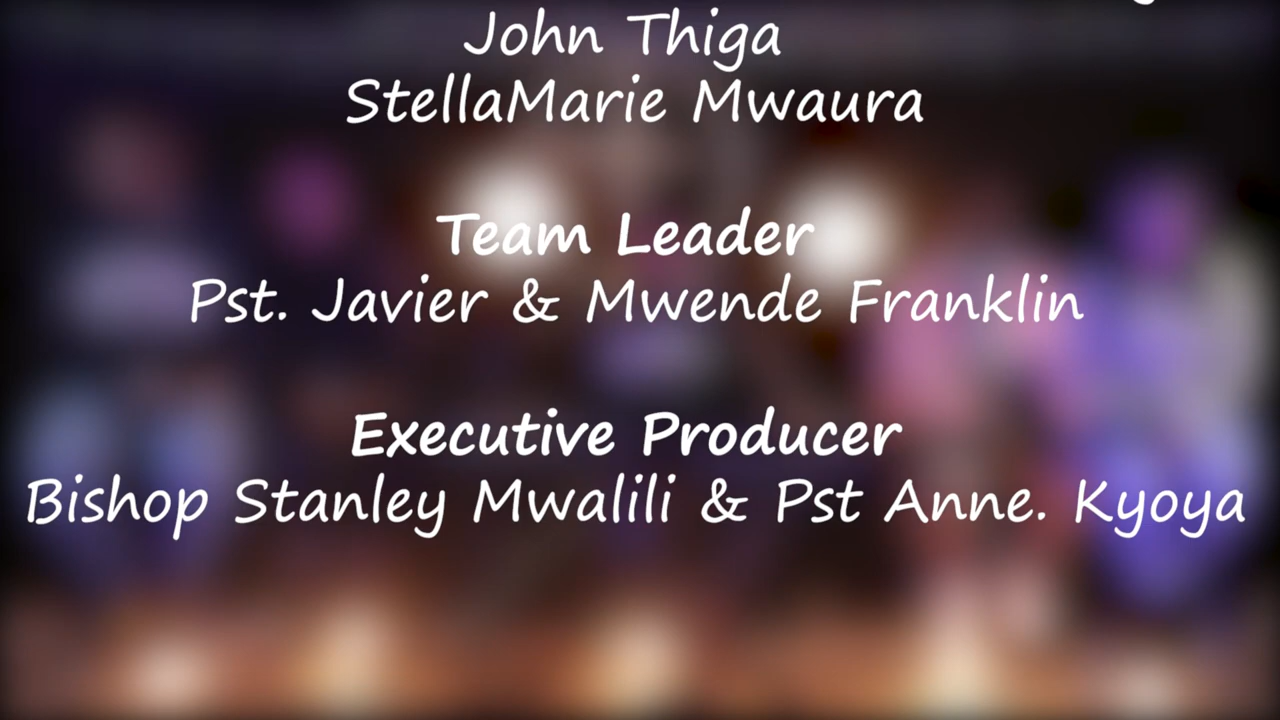 John Thiga
StellaMarie Mwaura
Team Leader
Pst. Javier & Mwende Franklin
Executive Producer
Bishop Stanley Mwalili & Pst Anne. Kyoya